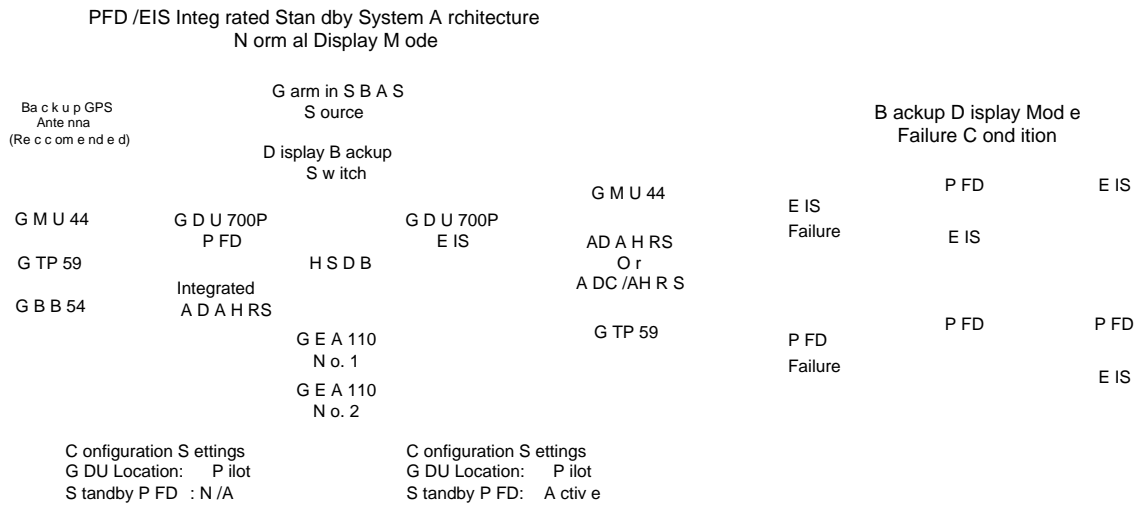 PFD /EIS Integ rated Stan dby System A rchitecture
N orm al Display M ode
Ba c k u p GPS
Ante nna
(Re c c om e nd e d)
G arm in S B A S
S ource
D isplay B ackup
S w itch
B ackup D isplay Mod e
Failure C ond ition
G M U 44
G TP 59
G B B 54
G D U 700P
P FD
Integrated
A D A H RS
H S D B
G D U 700P
E IS
G E A 110
N o. 1
G E A 110
N o. 2
G M U 44
AD A H RS
O r
A DC /AH R S
G TP 59
E IS
Failure
P FD
E IS
E IS
P FD
Failure
P FD
P FD
E IS
C onfiguration S ettings
G DU Location: P ilot
S tandby P FD : N /A
C onfiguration S ettings
G DU Location: P ilot
S tandby P FD: A ctiv e